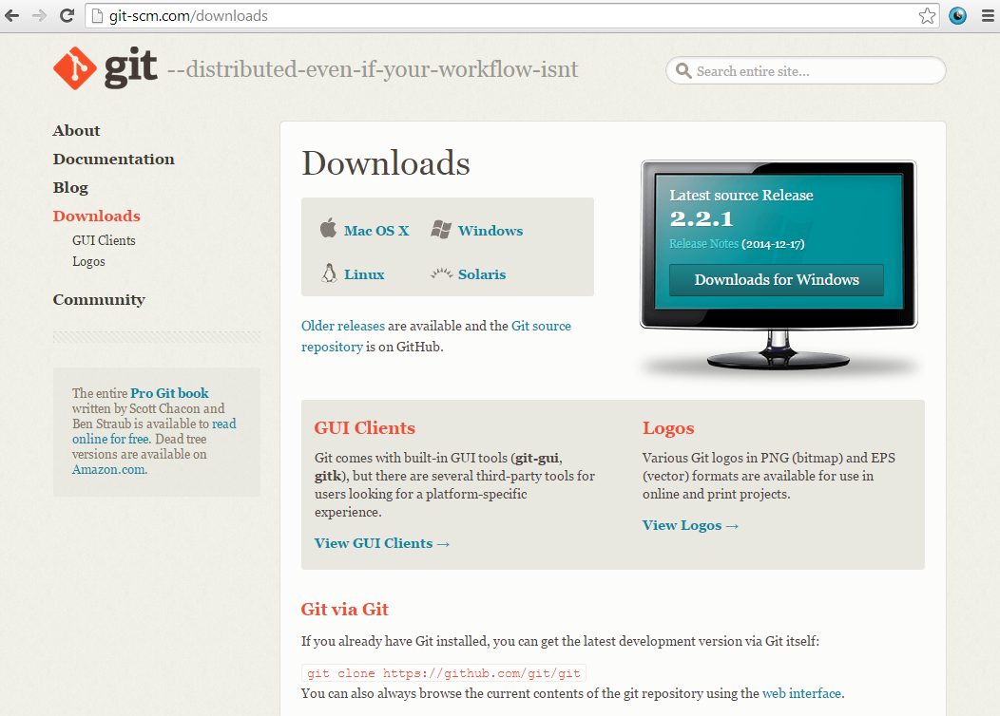 git-scm.com/downloads
git --distributed-even-if-your-workflow-isnt
Search entire site...
About
Documentation
Blog
Downloads
GUI Clients
Logos
Community
The entire Pro Git book
written by Scott Chacon and
Ben Straub is available to read
online for free. Dead tree
versions are available on
Amazon.com.
Downloads
Mac OS X
Windows
Linux
Solaris
Older releases are available and the Git source
repository is on GitHub.
Latest source Release
2.2.1
Release Notes (2014-12-17)
Downloads for Windows
GUI Clients
Git comes with built-in GUI tools (git-gui,
gitk), but there are several third-party tools for
users looking for a platform-specific
experience.
View GUI Clients →
Logos
Various Git logos in PNG (bitmap) and EPS
(vector) formats are available for use in
online and print projects.
View Logos →
Git via Git
If you already have Git installed, you can get the latest development version via Git itself:
git clone https://github.com/git/git
You can also always browse the current contents of the git repository using the web interface.